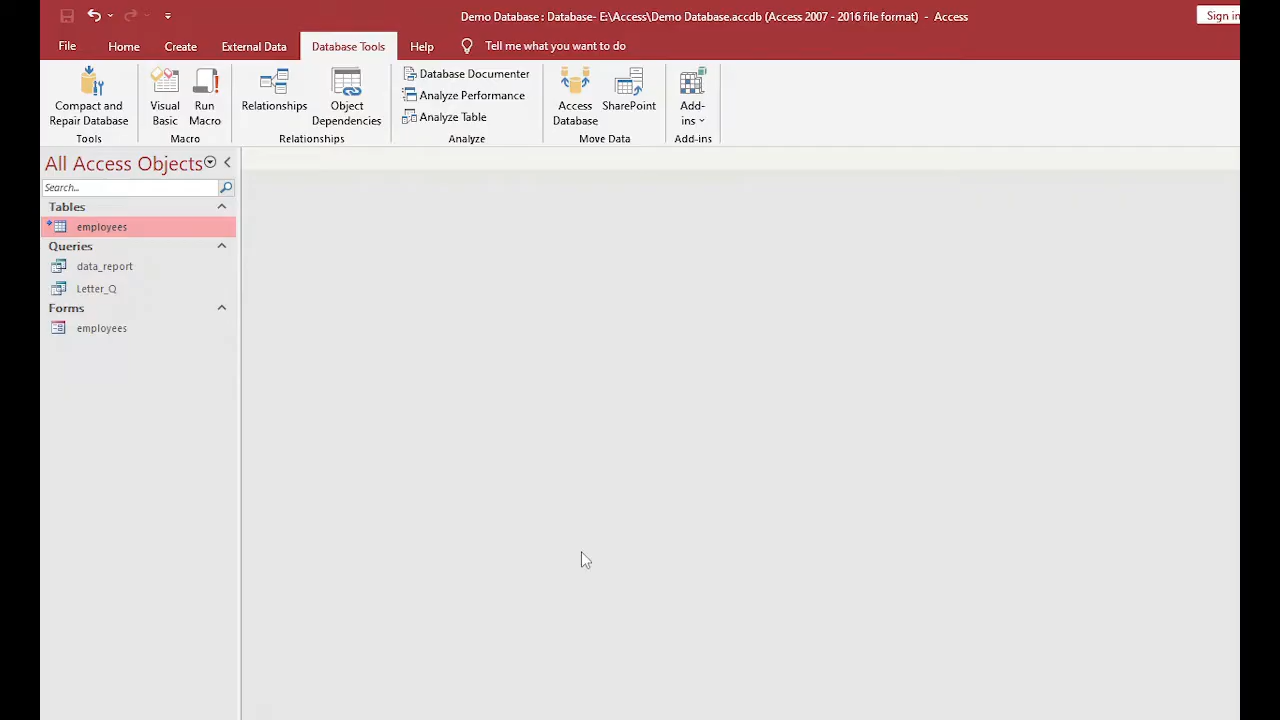 Demo Database : Database- E:\Access\Demo Database.accdb (Access 2007 - 2016 file format) - Access
Sign in
File Home Create External Data Database Tools Help Tell me what you want to do
Compact and Repair Database
Visual Basic
Run Macro
Relationships
Object Dependencies
Database Documenter
Analyze Performance
Analyze Table
Access Database
SharePoint
Add-ins
Tools Macro Relationships Analyze Move Data Add-ins
All Access Objects
Search...
Tables
employees
Queries
data_report
Letter_Q
Forms
employees